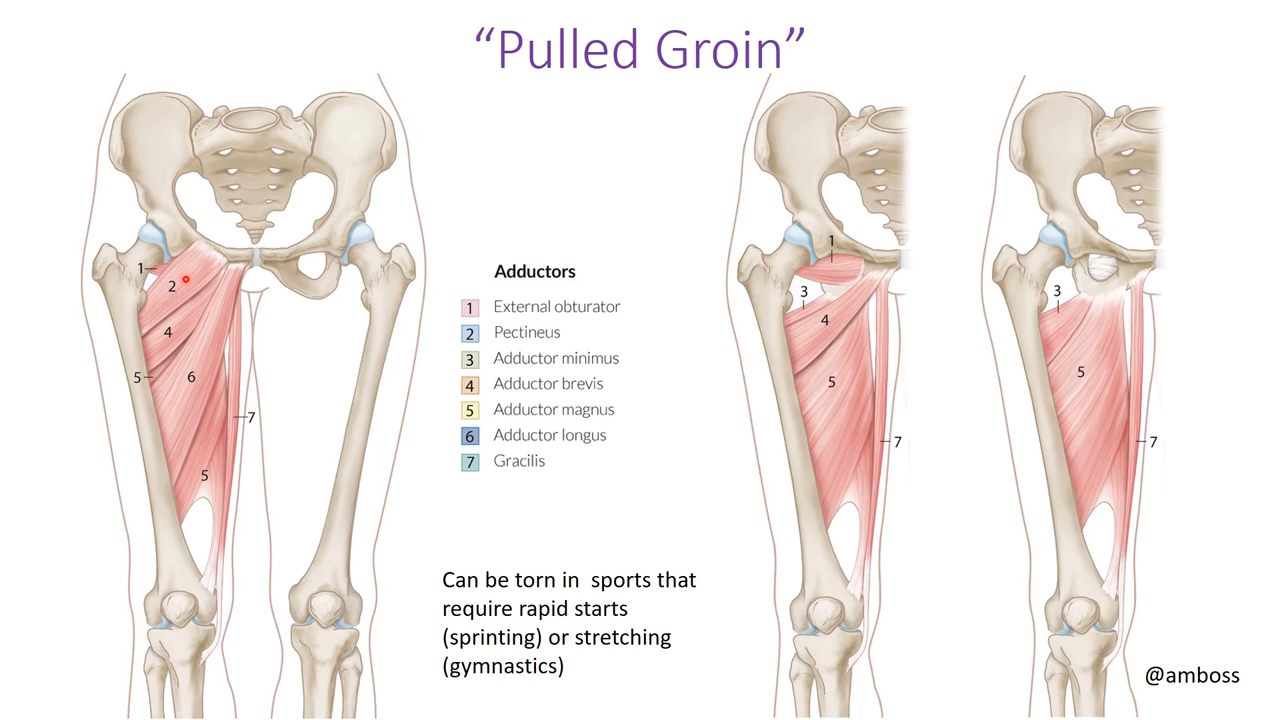 “Pulled Groin”
1
2
4
5
6
7
5
Adductors
1 External obturator
2 Pectineus
3 Adductor minimus
4 Adductor brevis
5 Adductor magnus
6 Adductor longus
7 Gracilis
Can be torn in  sports that
require rapid starts
(sprinting) or stretching
(gymnastics)
1
3
4
5
7
3
5
7
@amboss